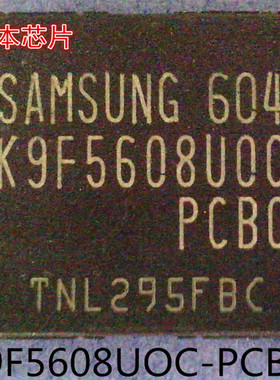 本芯片
SAMSUNG 604
K9F5608U0C
PCB0
TNL295FBC
9F5608UOC-PCB